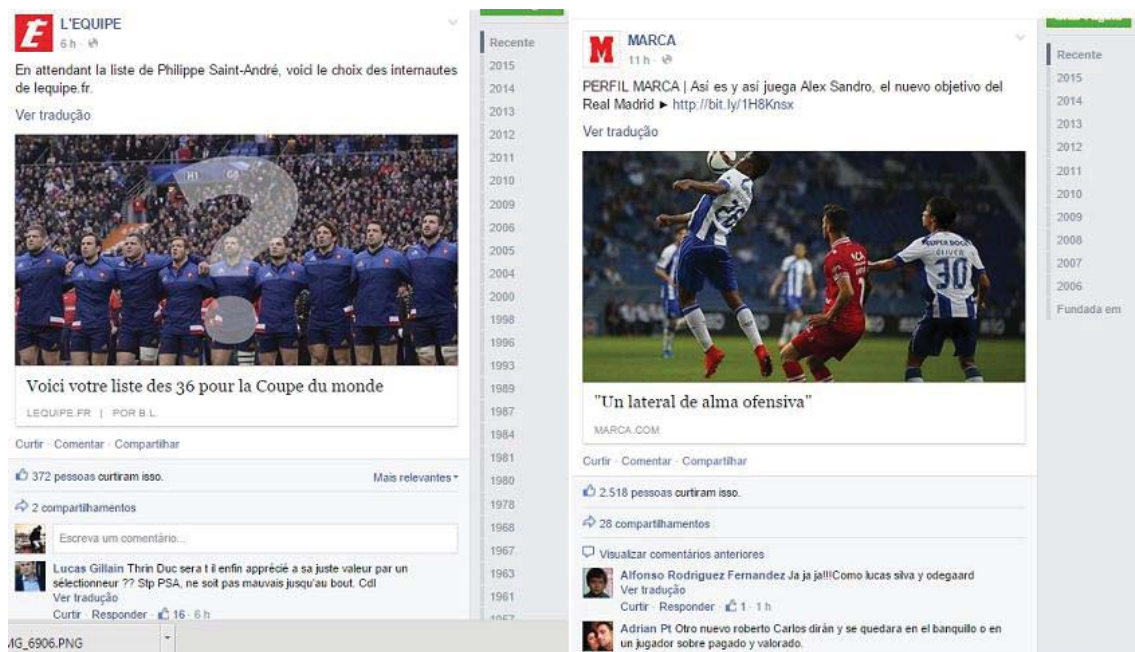 L'EQUIPE
6 h
En attendant la liste de Philippe Saint-André, voici le choix des internautes
de lequipe.fr.
Ver tradução
H1 G8
?
Voici votre liste des 36 pour la Coupe du monde
LEQUIPE.FR | POR B.L.
Curtir · Comentar · Compartilhar
372 pessoas curtiram isso.
Mais relevantes
2 compartilhamentos
Escreva um comentário...
Lucas Gillain Thrin Duc sera t il enfin apprécié a sa juste valeur par un
sélectionneur ?? Stp PSA, ne soit pas mauvais jusqu'au bout. Cdl
Ver tradução
Curtir · Responder · 16 · 6 h
MG_6906.PNG
Recente
2015
2014
2013
2012
2011
2010
2009
2006
2005
2004
2000
1998
1996
1993
1989
1987
1984
1981
1980
1978
1968
1967
1963
1961
1957
MARCA
11 h
PERFIL MARCA | Así es y así juega Alex Sandro, el nuevo objetivo del
Real Madrid ► http://bit.ly/1H8Knsx
Ver tradução
26
OLIVER
30
"Un lateral de alma ofensiva"
MARCA.COM
Curtir · Comentar · Compartilhar
2.518 pessoas curtiram isso.
28 compartilhamentos
Visualizar comentários anteriores
Alfonso Rodriguez Fernandez Ja ja ja!!!Como lucas silva y odegaard
Ver tradução
Curtir · Responder · 1 · 1 h
Adrian Pt Otro nuevo roberto Carlos dirán y se quedara en el banquillo o en
un jugador sobre pagado y valorado.
Recente
2015
2014
2013
2012
2011
2010
2009
2008
2007
2006
Fundada em